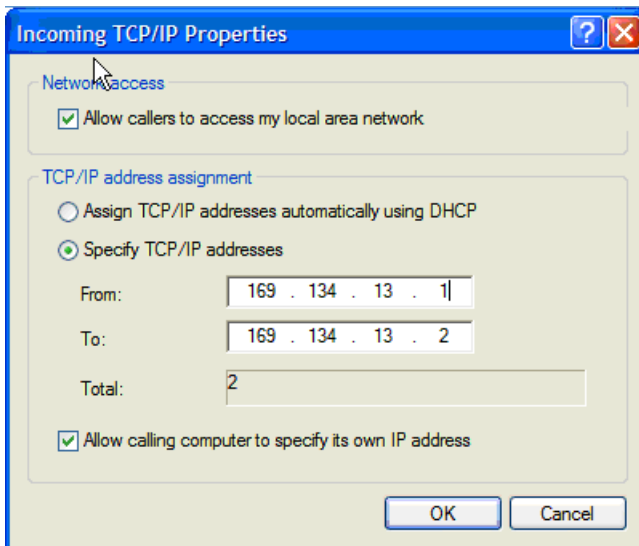 Incoming TCP/IP Properties
Network access
Allow callers to access my local area network
TCP/IP address assignment
Assign TCP/IP addresses automatically using DHCP
Specify TCP/IP addresses
From: 169 . 134 . 13 . 1
To: 169 . 134 . 13 . 2
Total: 2
Allow calling computer to specify its own IP address
OK Cancel